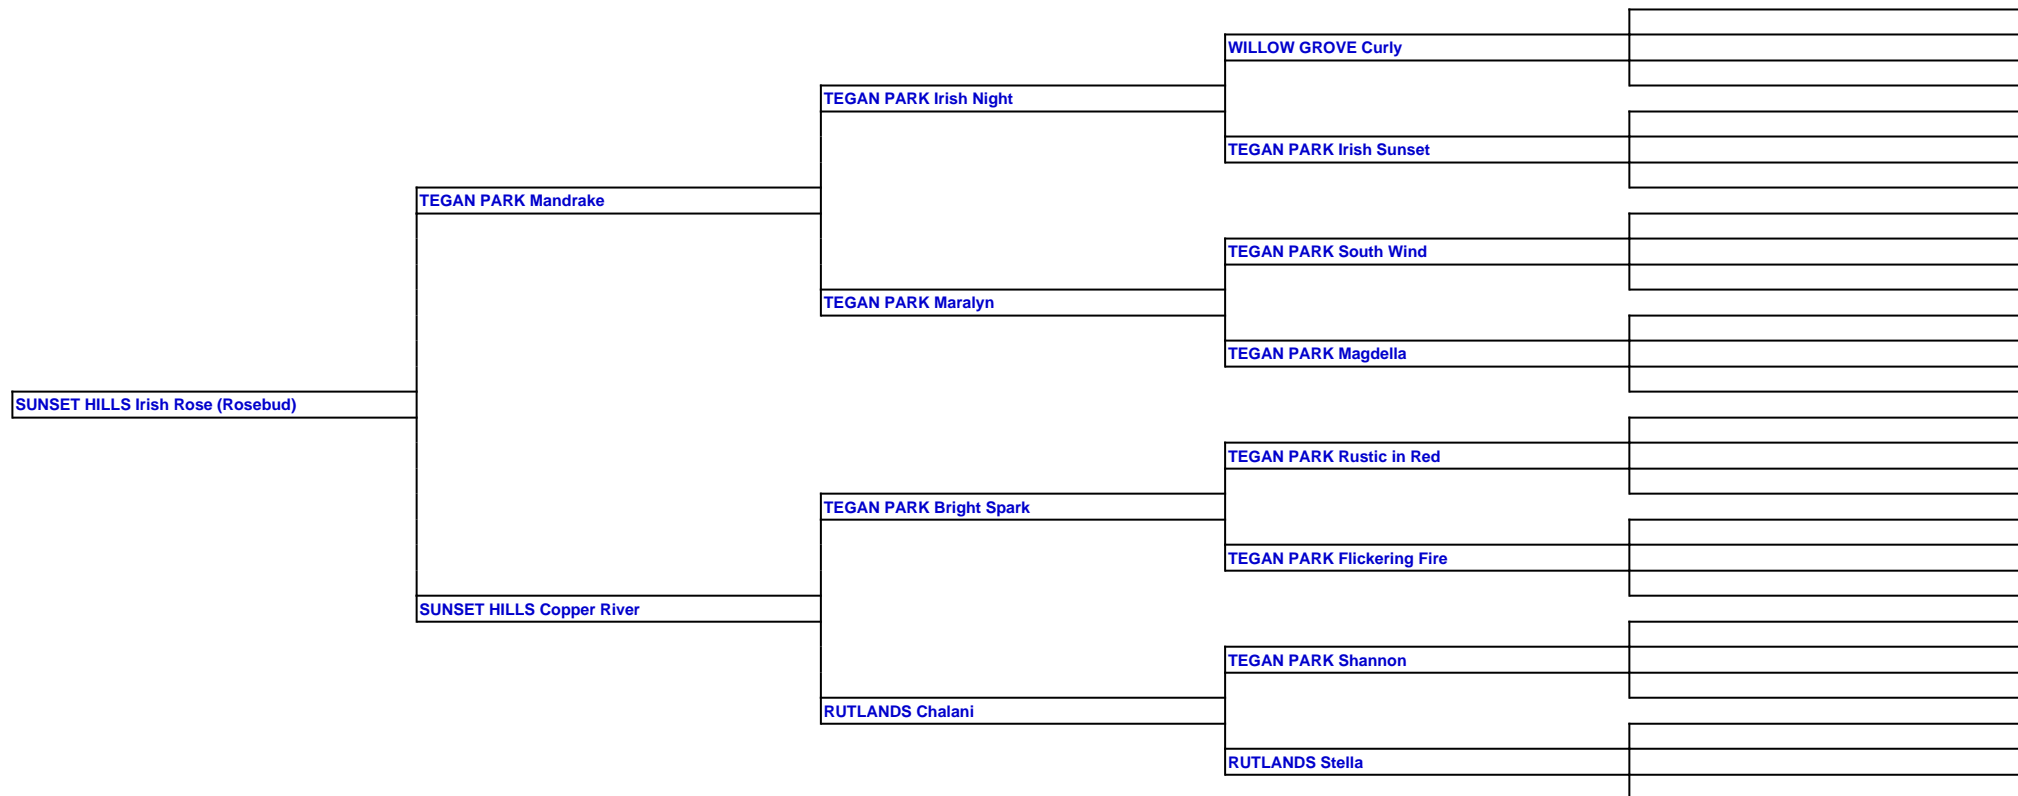 WILLOW GROVE Curly
TEGAN PARK Irish Night
TEGAN PARK Irish Sunset
TEGAN PARK Mandrake
TEGAN PARK South Wind
TEGAN PARK Maralyn
TEGAN PARK Magdella
SUNSET HILLS Irish Rose (Rosebud)
TEGAN PARK Rustic in Red
TEGAN PARK Bright Spark
TEGAN PARK Flickering Fire
SUNSET HILLS Copper River
TEGAN PARK Shannon
RUTLANDS Chalani
RUTLANDS Stella